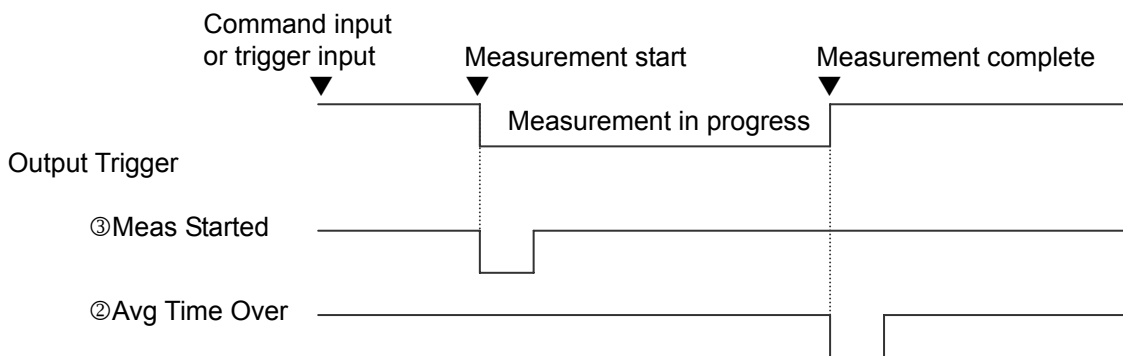 Command input
or trigger input
Measurement start
Measurement complete
Measurement in progress
Output Trigger
③Meas Started
②Avg Time Over